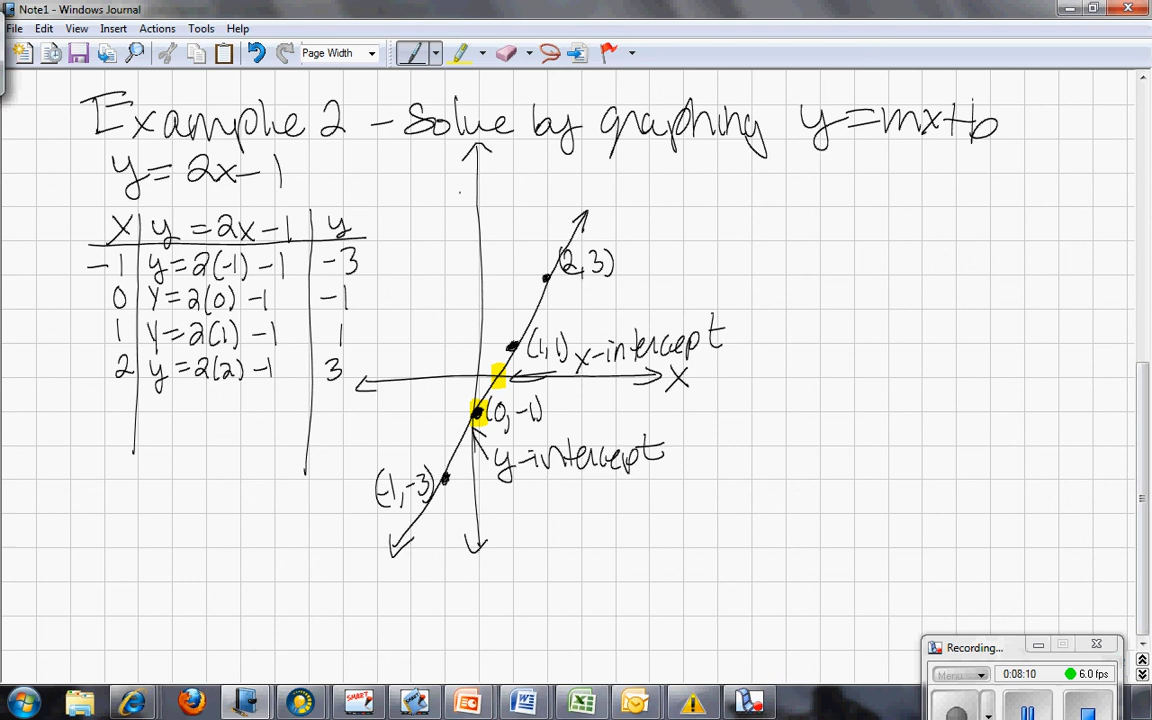 Note1 - Windows Journal
File Edit View Insert Actions Tools Help
Page Width
Example 2 - Solve by graphing y=mx+b
y = 2x-1
x y = 2x-1 y
-1 y=2(-1)-1 -3
0 y=2(0)-1 -1
1 y=2(1)-1 1
2 y=2(2)-1 3
(2,3)
(1,1) x-intercept
x
(0,-1)
y-intercept
(-1,-3)
Recording...
Menu 0:08:10 6.0 fps
SMART